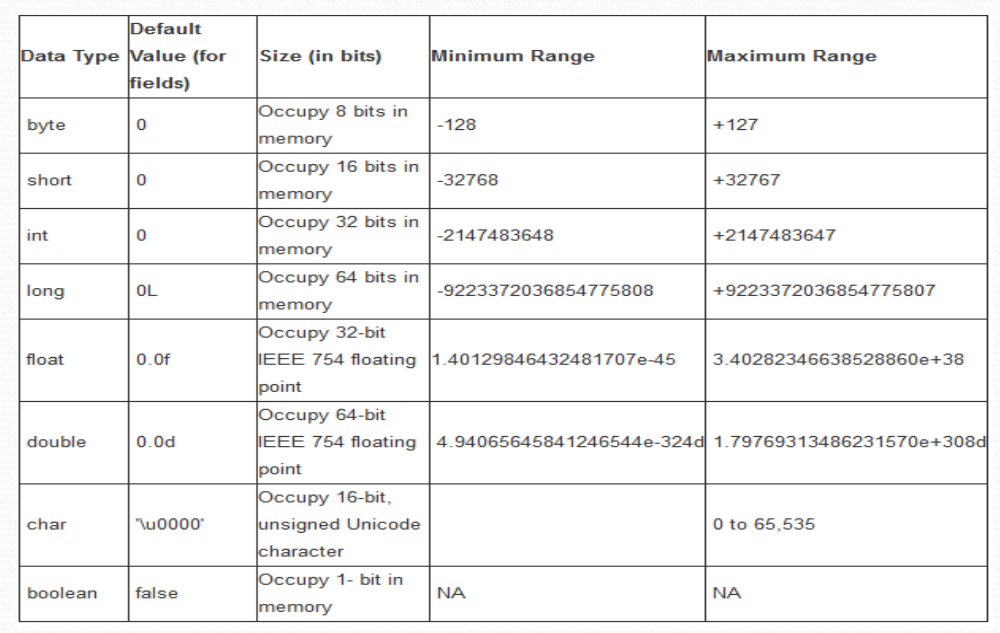 Data Type
Default
Value (for
fields)
Size (in bits)
Minimum Range
Maximum Range
byte
0
Occupy 8 bits in
memory
-128
+127
short
0
Occupy 16 bits in
memory
-32768
+32767
int
0
Occupy 32 bits in
memory
-2147483648
+2147483647
long
0L
Occupy 64 bits in
memory
-9223372036854775808
+9223372036854775807
float
0.0f
Occupy 32-bit
IEEE 754 floating
point
1.40129846432481707e-45
3.40282346638528860e+38
double
0.0d
Occupy 64-bit
IEEE 754 floating
point
4.94065645841246544e-324d
1.79769313486231570e+308d
char
'\u0000'
Occupy 16-bit,
unsigned Unicode
character
0 to 65,535
boolean
false
Occupy 1- bit in
memory
NA
NA